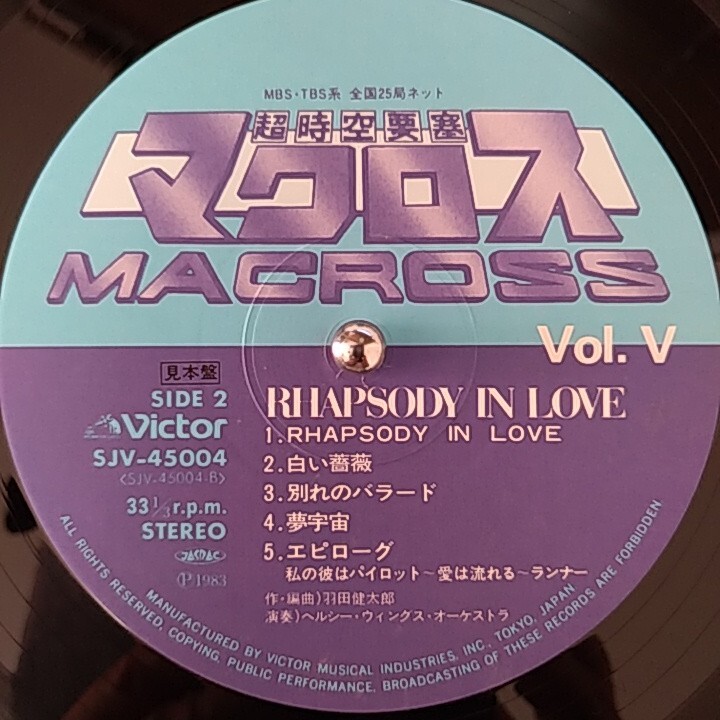 MBS・TBS系 全国25局ネット
超時空要塞
マクロス
MACROSS
Vol. V
見本盤
SIDE 2
Victor
SJV-45004
<SJV-45004-B>
33 1/3 r.p.m.
STEREO
JASRAC
Ⓟ1983
RHAPSODY IN LOVE
1. RHAPSODY IN LOVE
2. 白い薔薇
3. 別れのバラード
4. 夢宇宙
5. エピローグ
私の彼はパイロット〜愛は流れる〜ランナー
作・編曲)羽田健太郎
演奏)ヘルシー・ウィングス・オーケストラ
MANUFACTURED BY VICTOR MUSICAL INDUSTRIES, INC., TOKYO, JAPAN
ALL RIGHTS RESERVED, COPYING, PUBLIC PERFORMANCE, BROADCASTING OF THESE RECORDS ARE FORBIDDEN